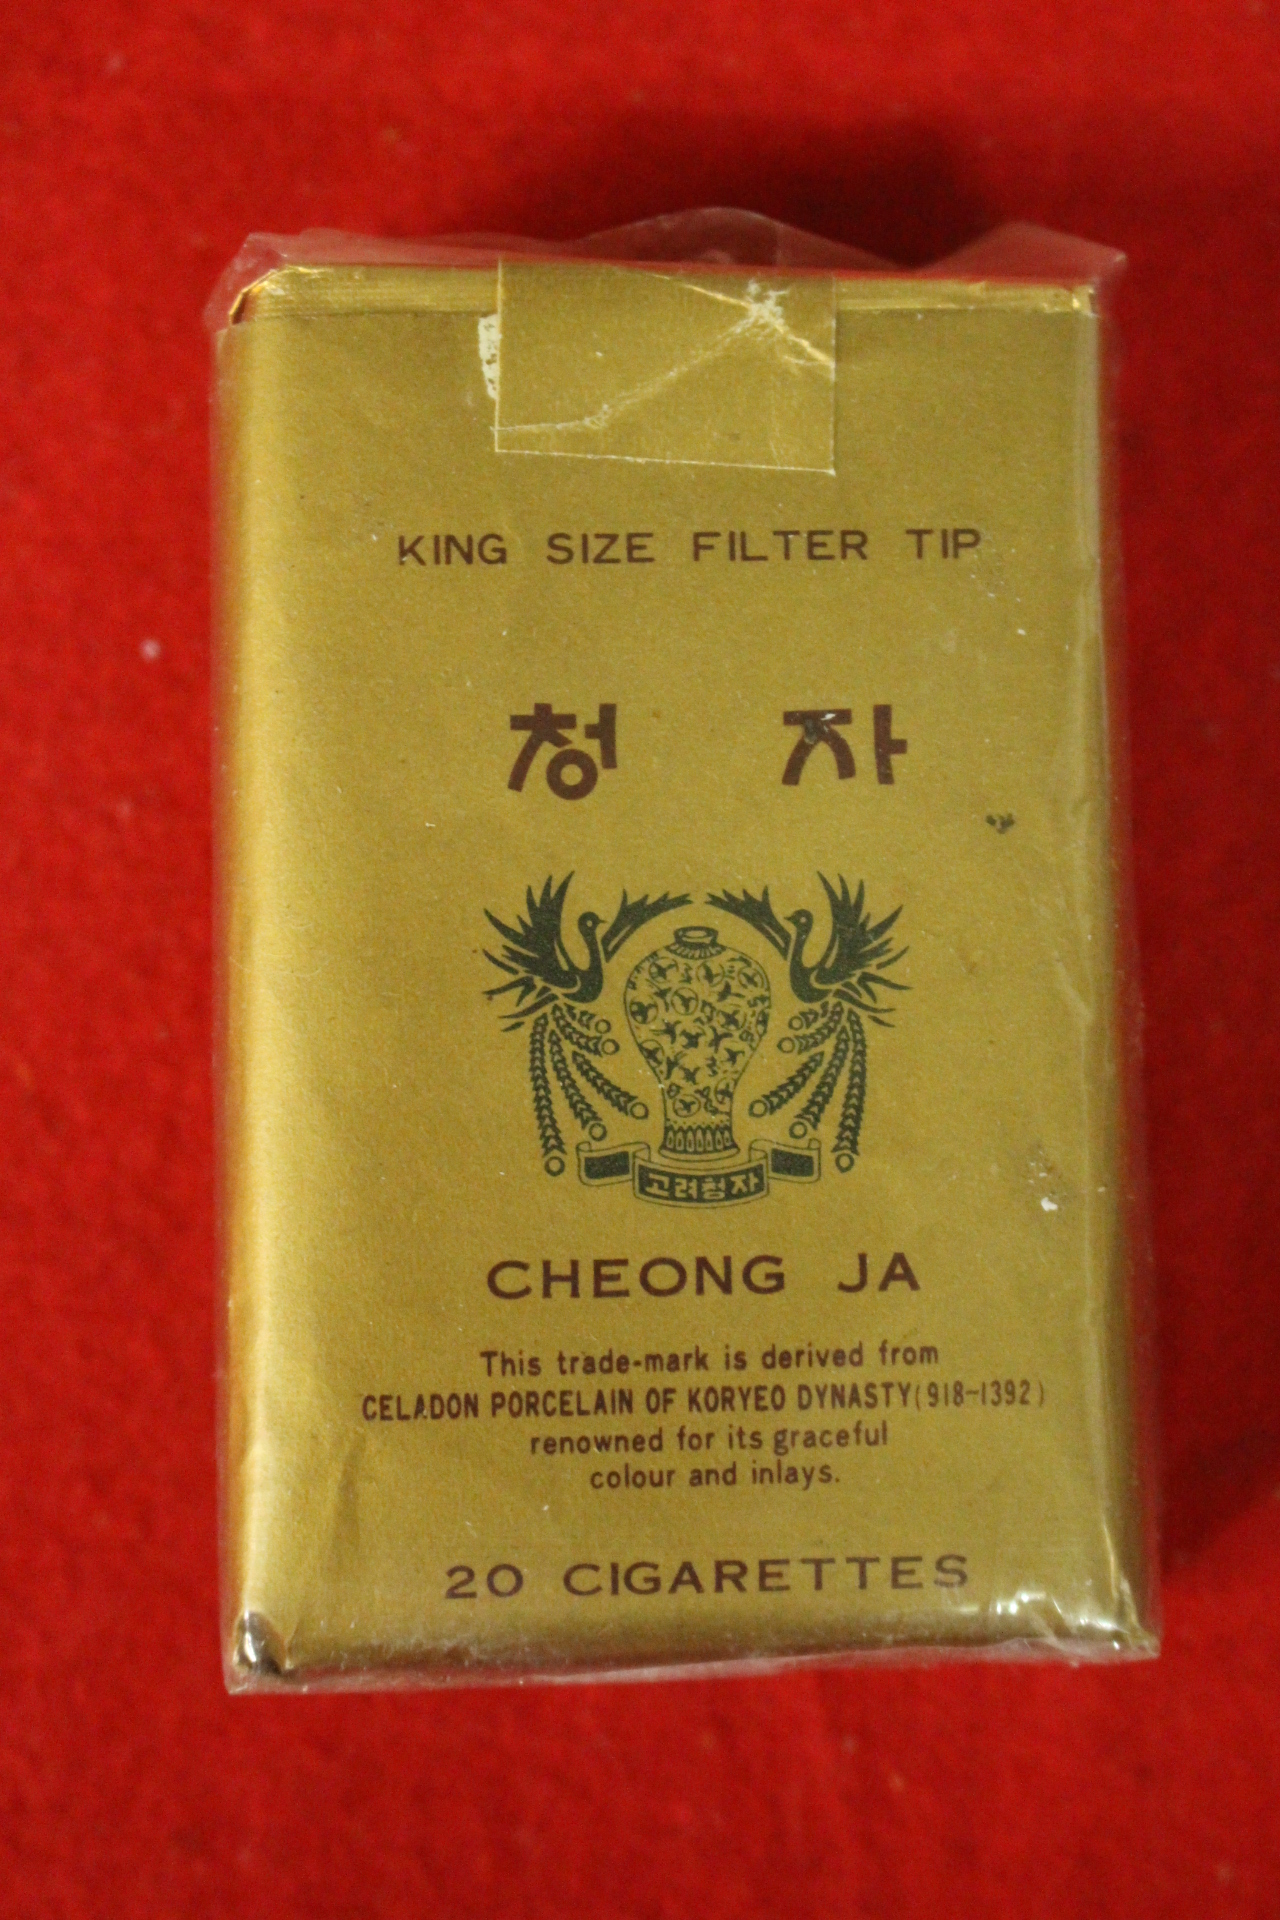 KING SIZE FILTER TIP
청 자
고려청자
CHEONG JA
This trade-mark is derived from
CELADON PORCELAIN OF KORYEO DYNASTY(918-1392)
renowned for its graceful
colour and inlays.
20 CIGARETTES